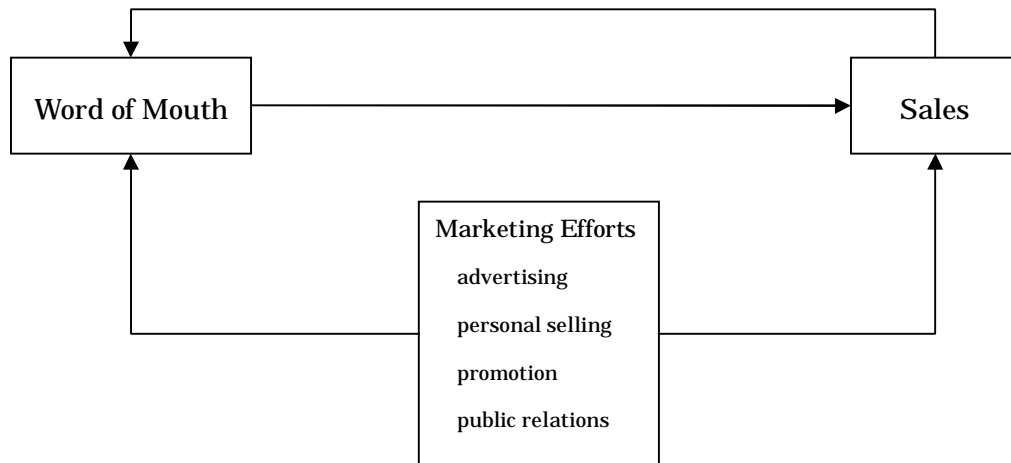 Word of Mouth
Sales
Marketing Efforts
advertising
personal selling
promotion
public relations